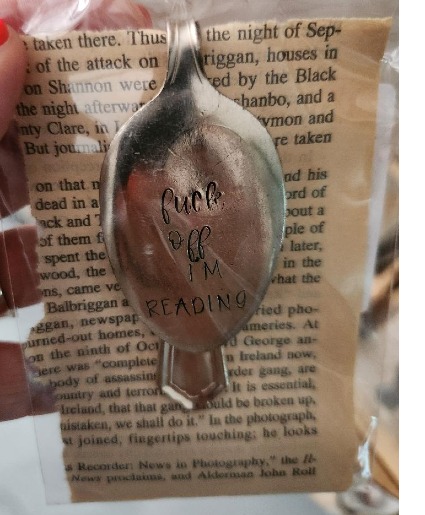 taken there. Thus the night of Sep-
of the attack on riggan, houses in
on Shannon were ed by the Black
the night afterwar shanbo, and a
nty Clare, in I ymon and
But journali re taken
on that n nd his
dead in a ord of
ack and T bout a
of them f ple of
spent the later,
wood, the in the
ns, came ve what the
Balbriggan a ried pho-
ggan, newspap ameries. At
urned-out homes, George an-
on the ninth of Oct n Ireland now,
here was "complete rder gang, are
body of assassin It is essential,
ountry and terror ould be broken up,
Ireland, that that gang
mistaken, we shall do it." In the photograph,
t joined, fingertips touching; he looks
Recorder: News in Photography," the Il-
News proclaims, and Alderman John Roll
fuck
off
I'M
READING